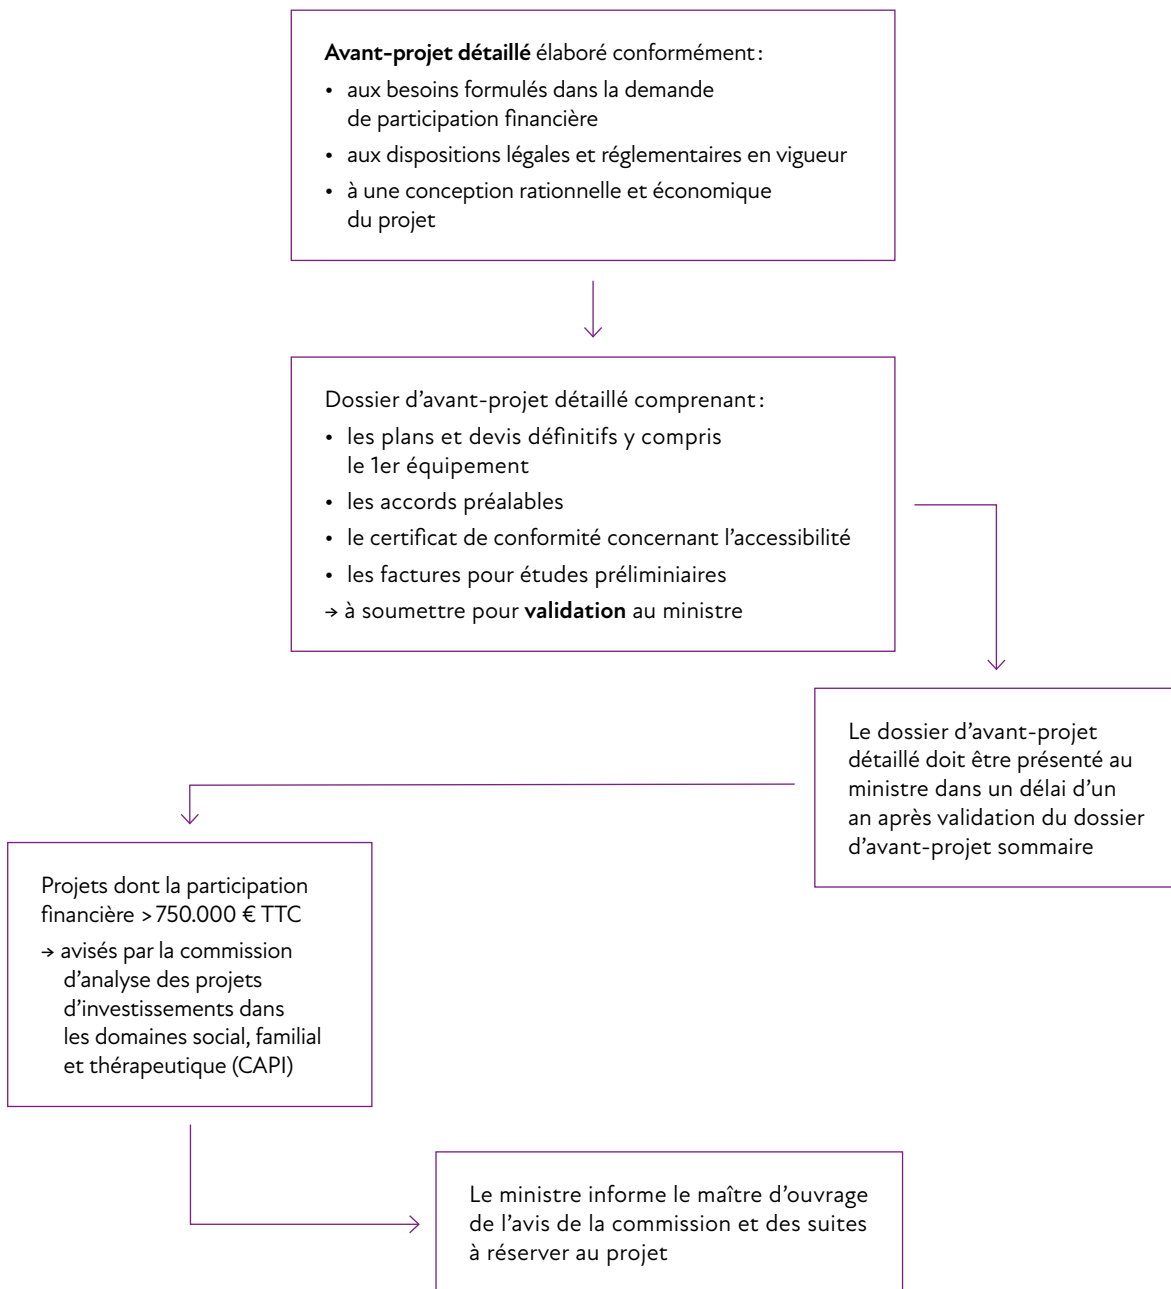 Avant-projet détaillé élaboré conformément :
• aux besoins formulés dans la demande
de participation financière
• aux dispositions légales et réglementaires en vigueur
• à une conception rationnelle et économique
du projet
Dossier d'avant-projet détaillé comprenant :
• les plans et devis définitifs y compris
le 1er équipement
• les accords préalables
• le certificat de conformité concernant l'accessibilité
• les factures pour études préliminiaires
→ à soumettre pour validation au ministre
Le dossier d'avant-projet
détaillé doit être présenté au
ministre dans un délai d'un
an après validation du dossier
d'avant-projet sommaire
Projets dont la participation
financière > 750.000 € TTC
→ avisés par la commission
d'analyse des projets
d'investissements dans
les domaines social, familial
et thérapeutique (CAPI)
Le ministre informe le maître d'ouvrage
de l'avis de la commission et des suites
à réserver au projet